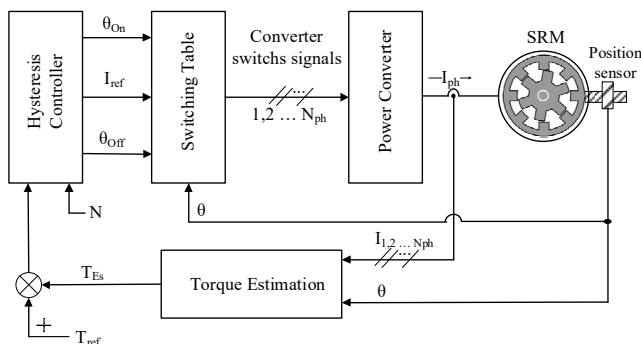 Hysteresis
Controller
θOn
Iref
θOff
N
Switching Table
Converter
switchs signals
...
1,2 ... Nph
Power Converter
Iph
SRM
Position
sensor
θ
I1,2 ... Nph
...
TEs
Torque Estimation
θ
+
Tref